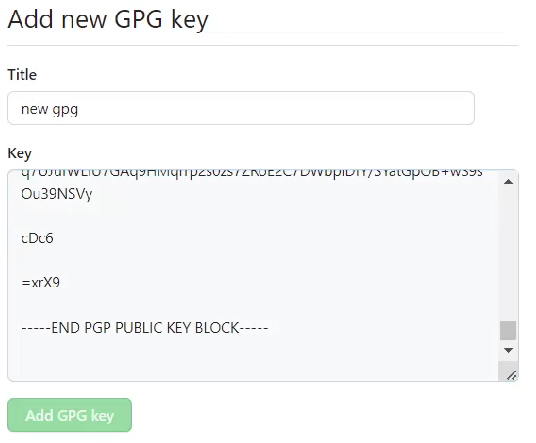 Add new GPG key
Title
new gpg
Key
Ou39NSVy
cDc6
=xrX9
-----END PGP PUBLIC KEY BLOCK-----
Add GPG key